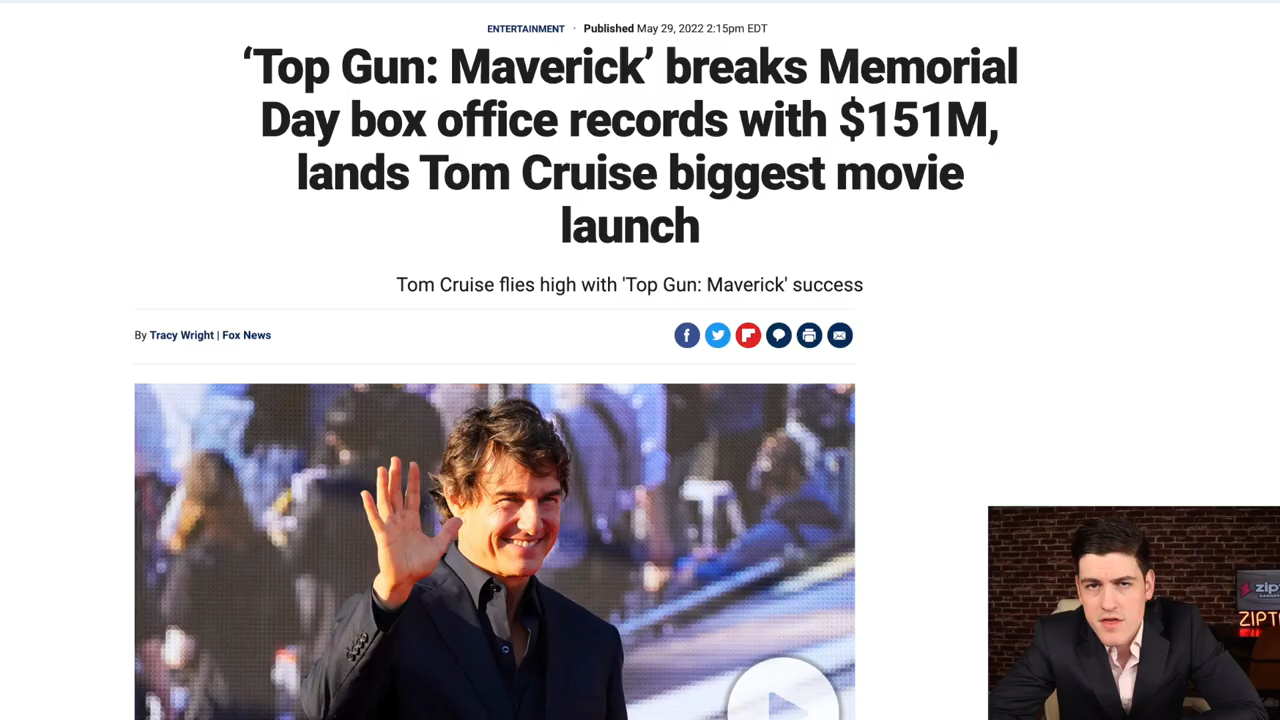 ENTERTAINMENT · Published May 29, 2022 2:15pm EDT
‘Top Gun: Maverick’ breaks Memorial
Day box office records with $151M,
lands Tom Cruise biggest movie
launch
Tom Cruise flies high with 'Top Gun: Maverick' success
By Tracy Wright | Fox News
zip
ZIPT